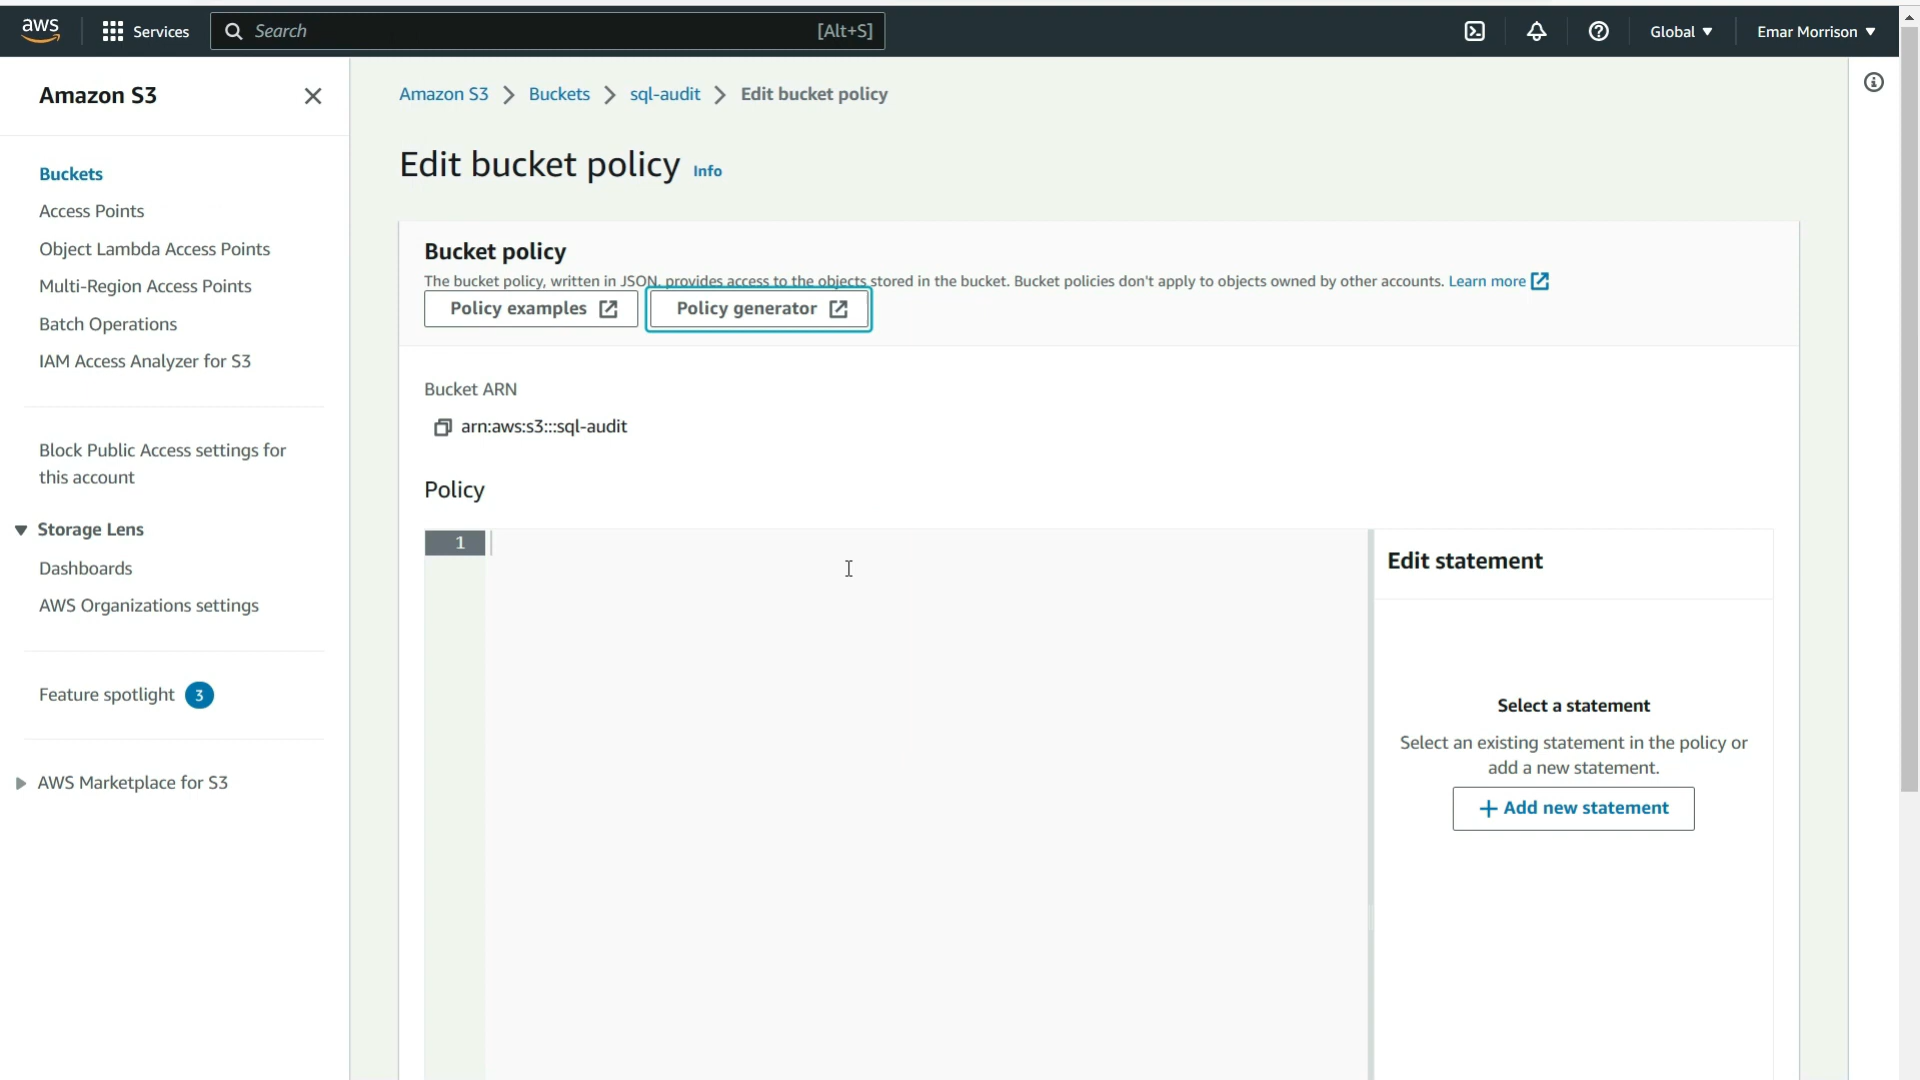 aws
Services
Search
[Alt+S]
Global
Emar Morrison
Amazon S3
Buckets
Access Points
Object Lambda Access Points
Multi-Region Access Points
Batch Operations
IAM Access Analyzer for S3
Block Public Access settings for
this account
Storage Lens
Dashboards
AWS Organizations settings
Feature spotlight 3
AWS Marketplace for S3
Amazon S3 > Buckets > sql-audit > Edit bucket policy
Edit bucket policy Info
Bucket policy
The bucket policy, written in JSON, provides access to the objects stored in the bucket. Bucket policies don't apply to objects owned by other accounts. Learn more
Policy examples
Policy generator
Bucket ARN
arn:aws:s3:::sql-audit
Policy
1
Edit statement
Select a statement
Select an existing statement in the policy or
add a new statement.
+ Add new statement